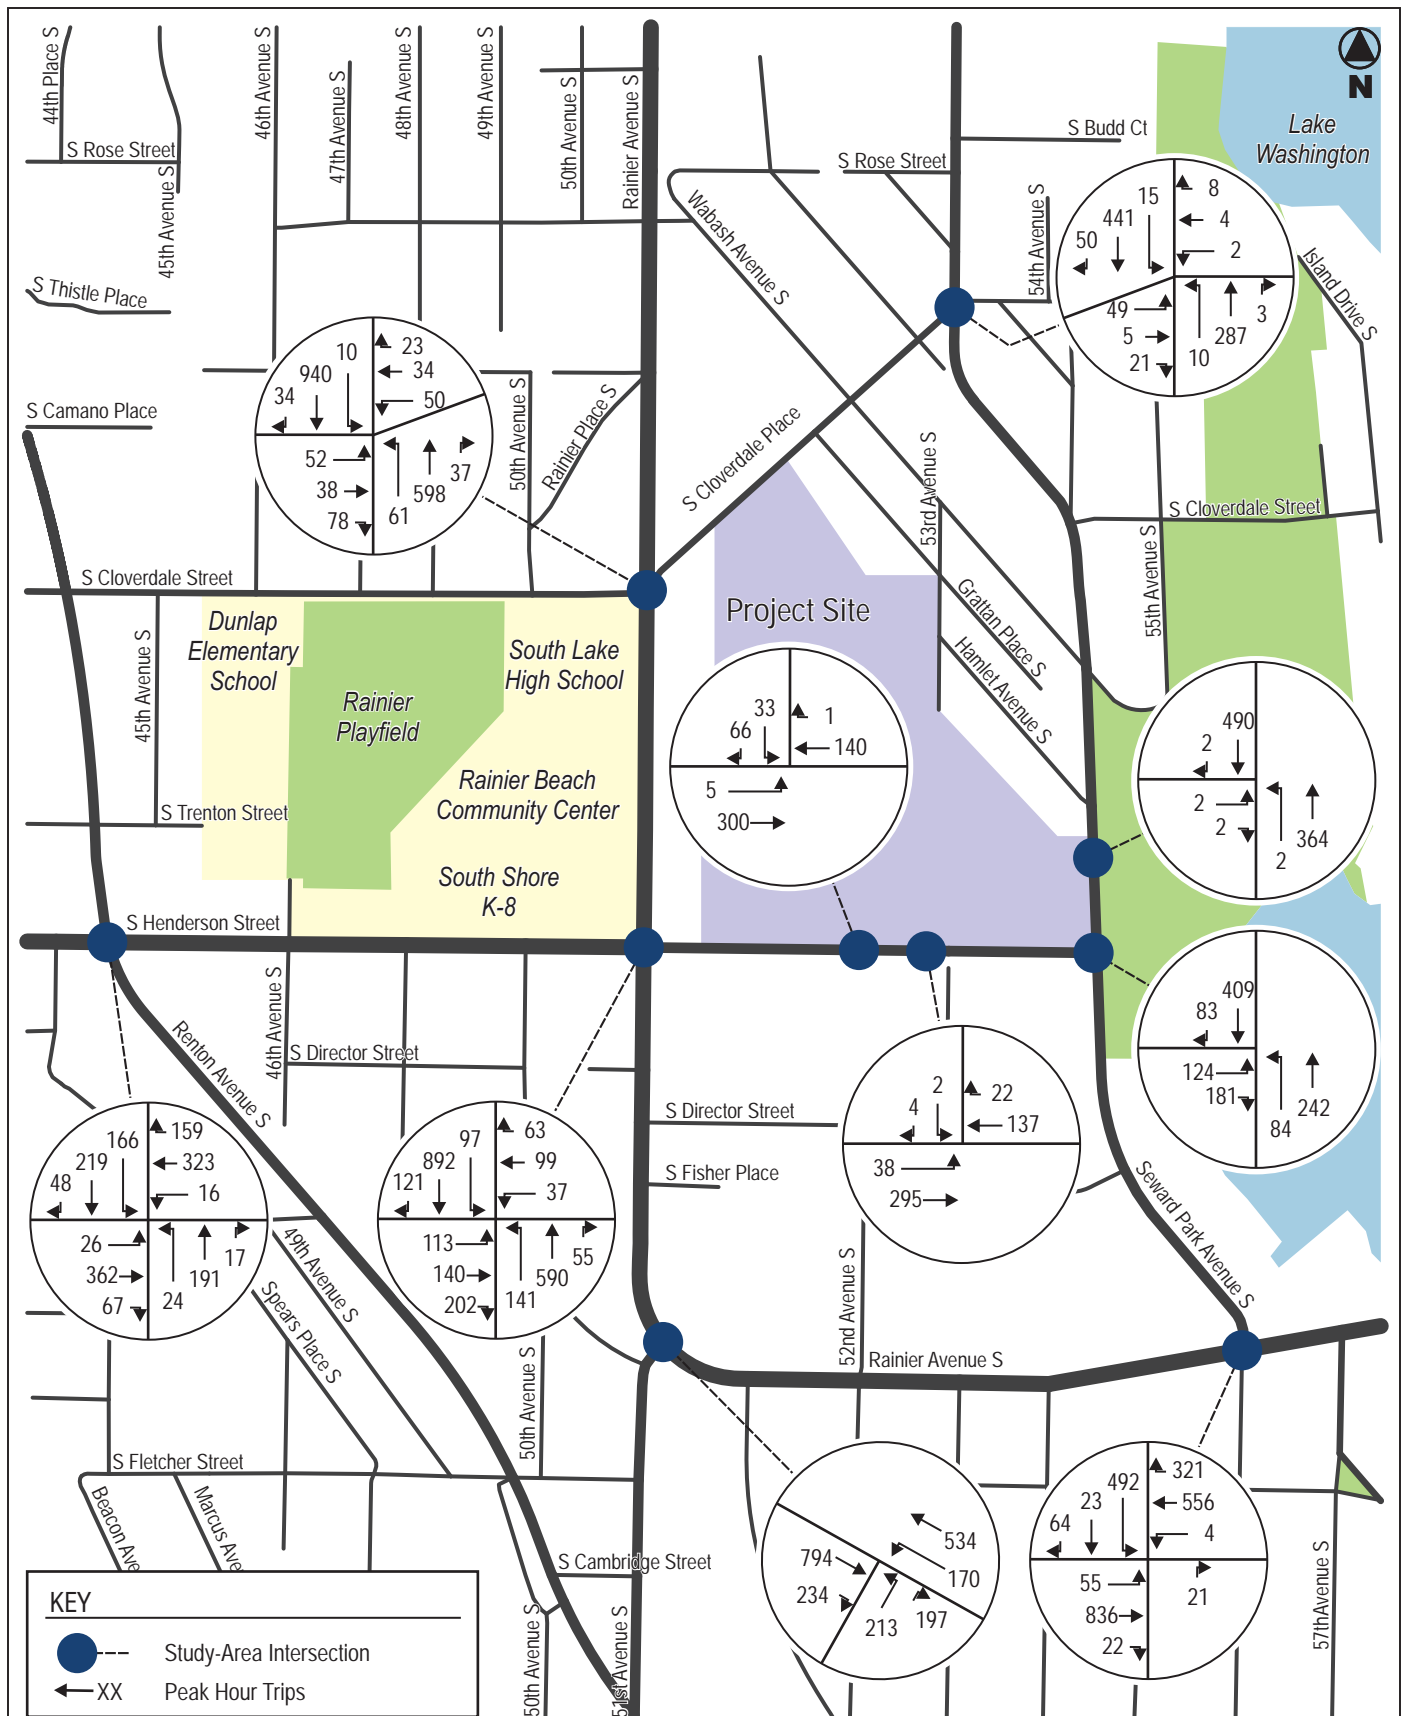 44th Place S
46th Avenue S
48th Avenue S
49th Avenue S
47th Avenue S
50th Avenue S
Rainier Avenue S
N
Lake
Washington
S Budd Ct
S Rose Street
S Rose Street
45th Avenue S
54th Avenue S
Wabash Avenue S
Island Drive S
S Thistle Place
15
8
441
4
50
2
49
3
5
287
21
10
10
23
940
34
34
50
52
37
38
598
78
61
S Camano Place
50th Avenue S
Rainier Place S
S Cloverdale Place
53rd Avenue S
S Cloverdale Street
55th Avenue S
S Cloverdale Street
Grattan Place S
Hamlet Avenue S
Project Site
Dunlap
Elementary
School
South Lake
High School
45th Avenue S
Rainier
Playfield
33
1
66
140
5
300
490
2
2
2
364
2
Rainier Beach
Community Center
S Trenton Street
South Shore
K-8
S Henderson Street
409
83
124
181
242
84
46th Avenue S
Renton Avenue S
S Director Street
S Director Street
2
22
4
137
38
295
S Fisher Place
Seward Park Avenue S
166
159
219
323
48
16
26
17
362
191
67
24
97
63
892
99
121
37
113
55
140
590
202
141
49th Avenue S
Spears Place S
52nd Avenue S
Rainier Avenue S
50th Avenue S
S Fletcher Street
Beacon Ave
Marcus Ave
S Cambridge Street
534
794
170
234
213
197
492
321
23
556
64
4
55
21
836
22
57thAvenue S
50th Avenue S
51st Avenue S
KEY
Study-Area Intersection
XX Peak Hour Trips